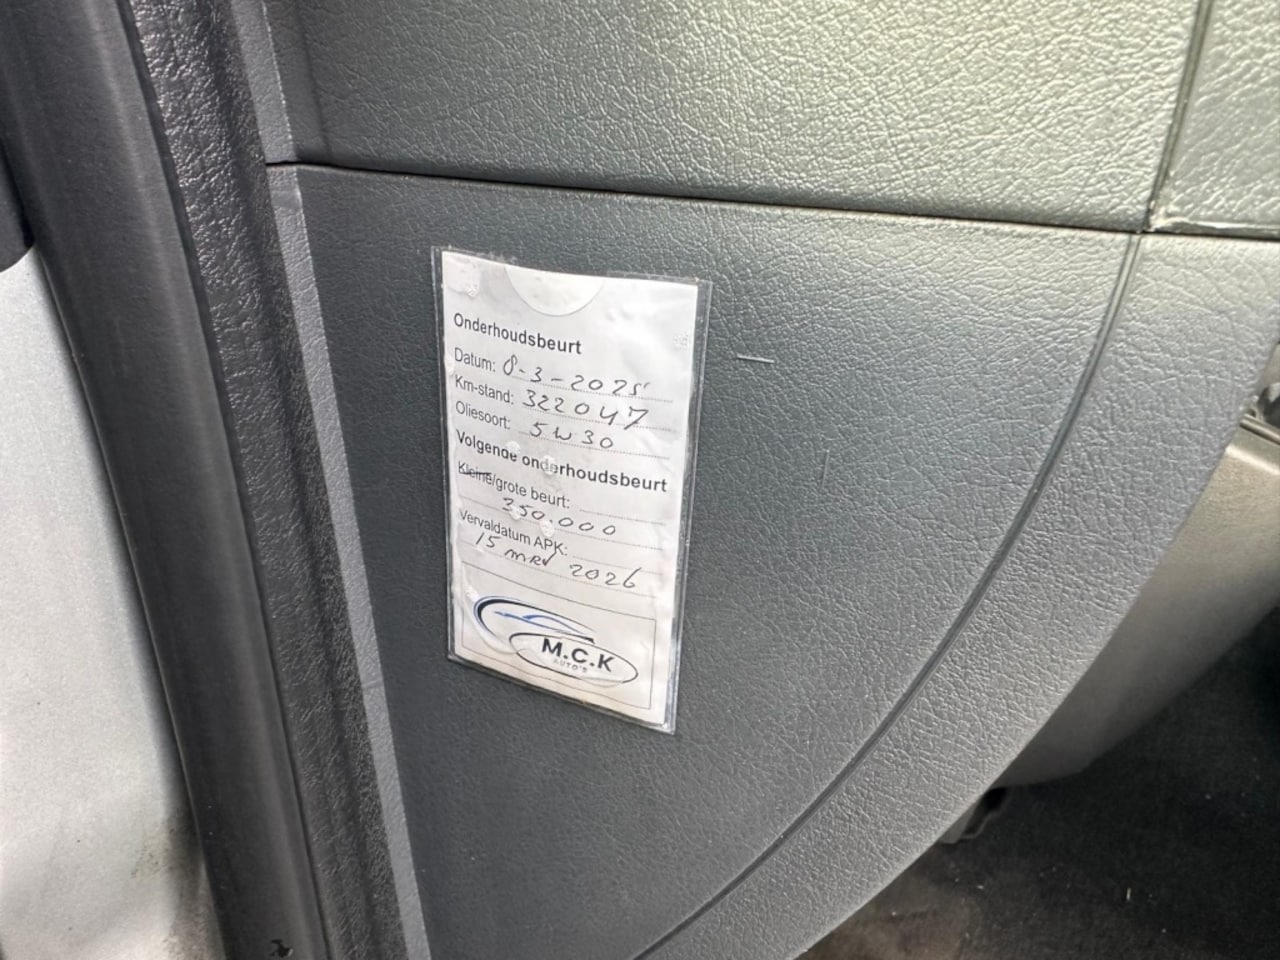 Onderhoudsbeurt
Datum: 8-3-2025
Km-stand: 322047
Oliesoort: 5W30
Volgende onderhoudsbeurt
Kleine/grote beurt:
350.000
Vervaldatum APK:
15 mrt 2026
M.C.K
AUTO'S